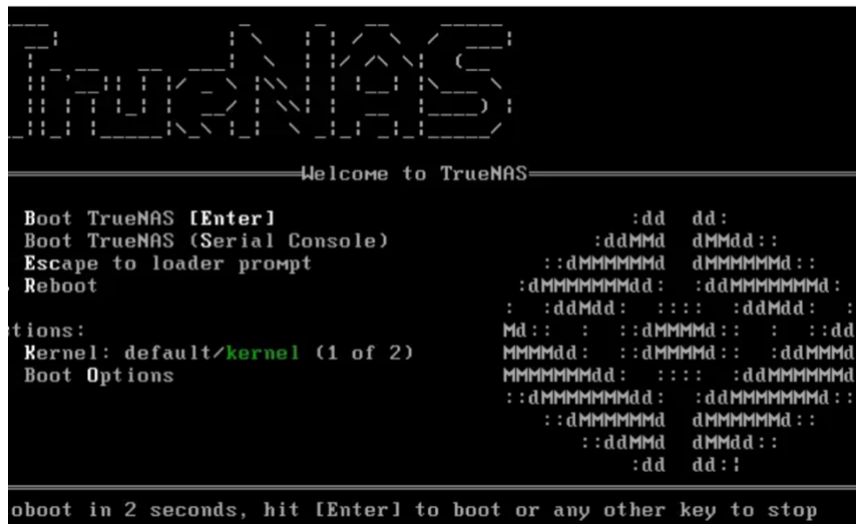 TrueNAS
Welcome to TrueNAS
Boot TrueNAS [Enter]
Boot TrueNAS (Serial Console)
Escape to loader prompt
Reboot
tions:
Kernel: default/kernel (1 of 2)
Boot Options
oboot in 2 seconds, hit [Enter] to boot or any other key to stop